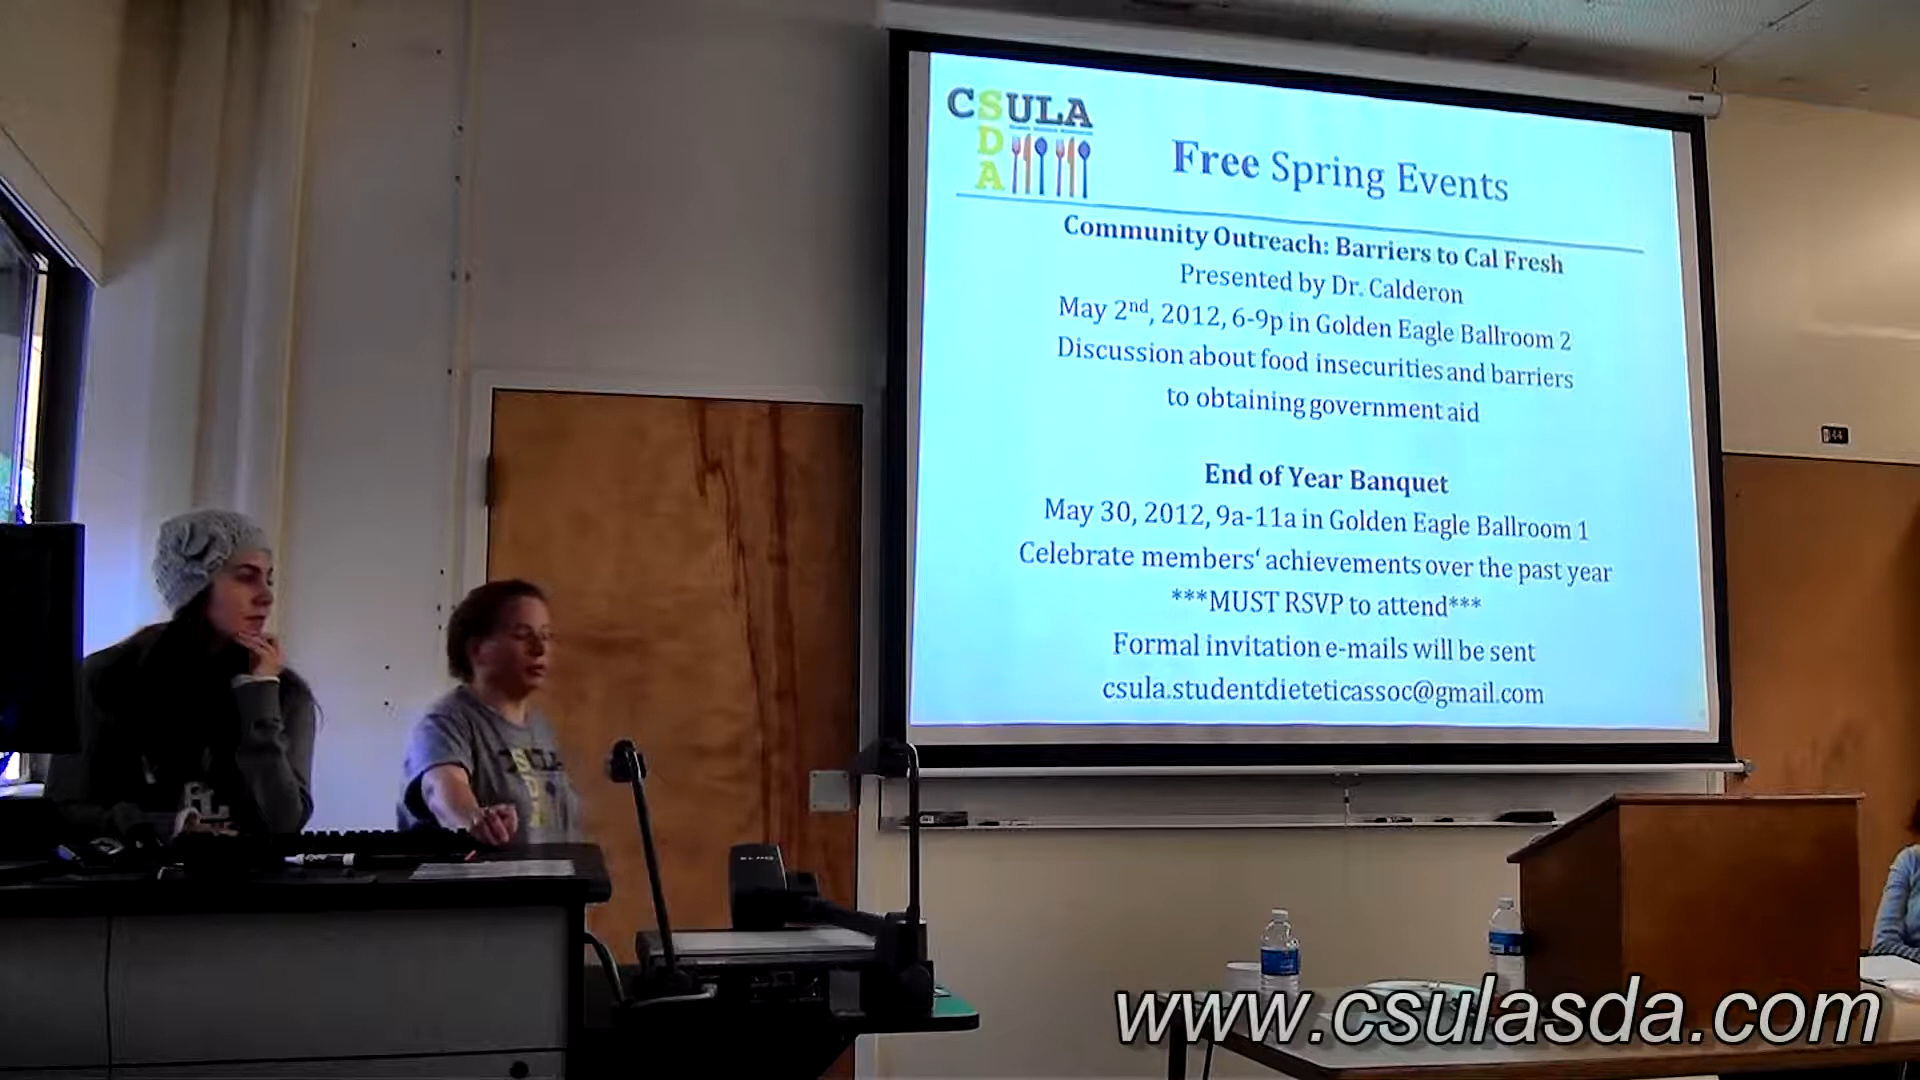 CSULA
SDA
Free Spring Events
Community Outreach: Barriers to Cal Fresh
Presented by Dr. Calderon
May 2nd, 2012, 6-9p in Golden Eagle Ballroom 2
Discussion about food insecurities and barriers
to obtaining government aid
End of Year Banquet
May 30, 2012, 9a-11a in Golden Eagle Ballroom 1
Celebrate members‘ achievements over the past year
***MUST RSVP to attend***
Formal invitation e-mails will be sent
csula.studentdieteticassoc@gmail.com
ELMO
www.csulasda.com